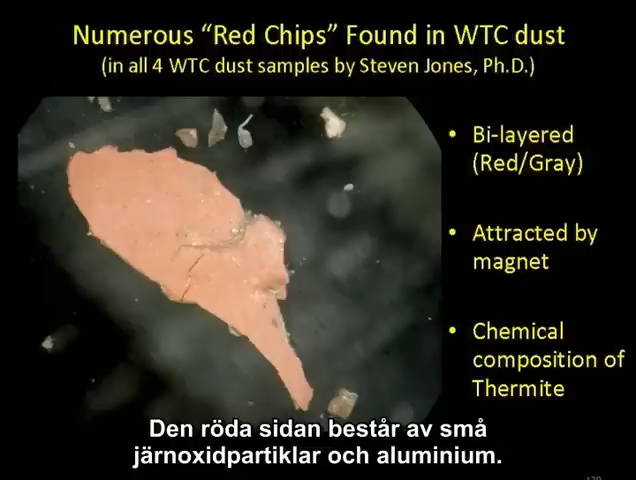 Numerous “Red Chips” Found in WTC dust
(in all 4 WTC dust samples by Steven Jones, Ph.D.)
• Bi-layered
(Red/Gray)
• Attracted by
magnet
• Chemical
composition of
Thermite
Den röda sidan består av små
järnoxidpartiklar och aluminium.